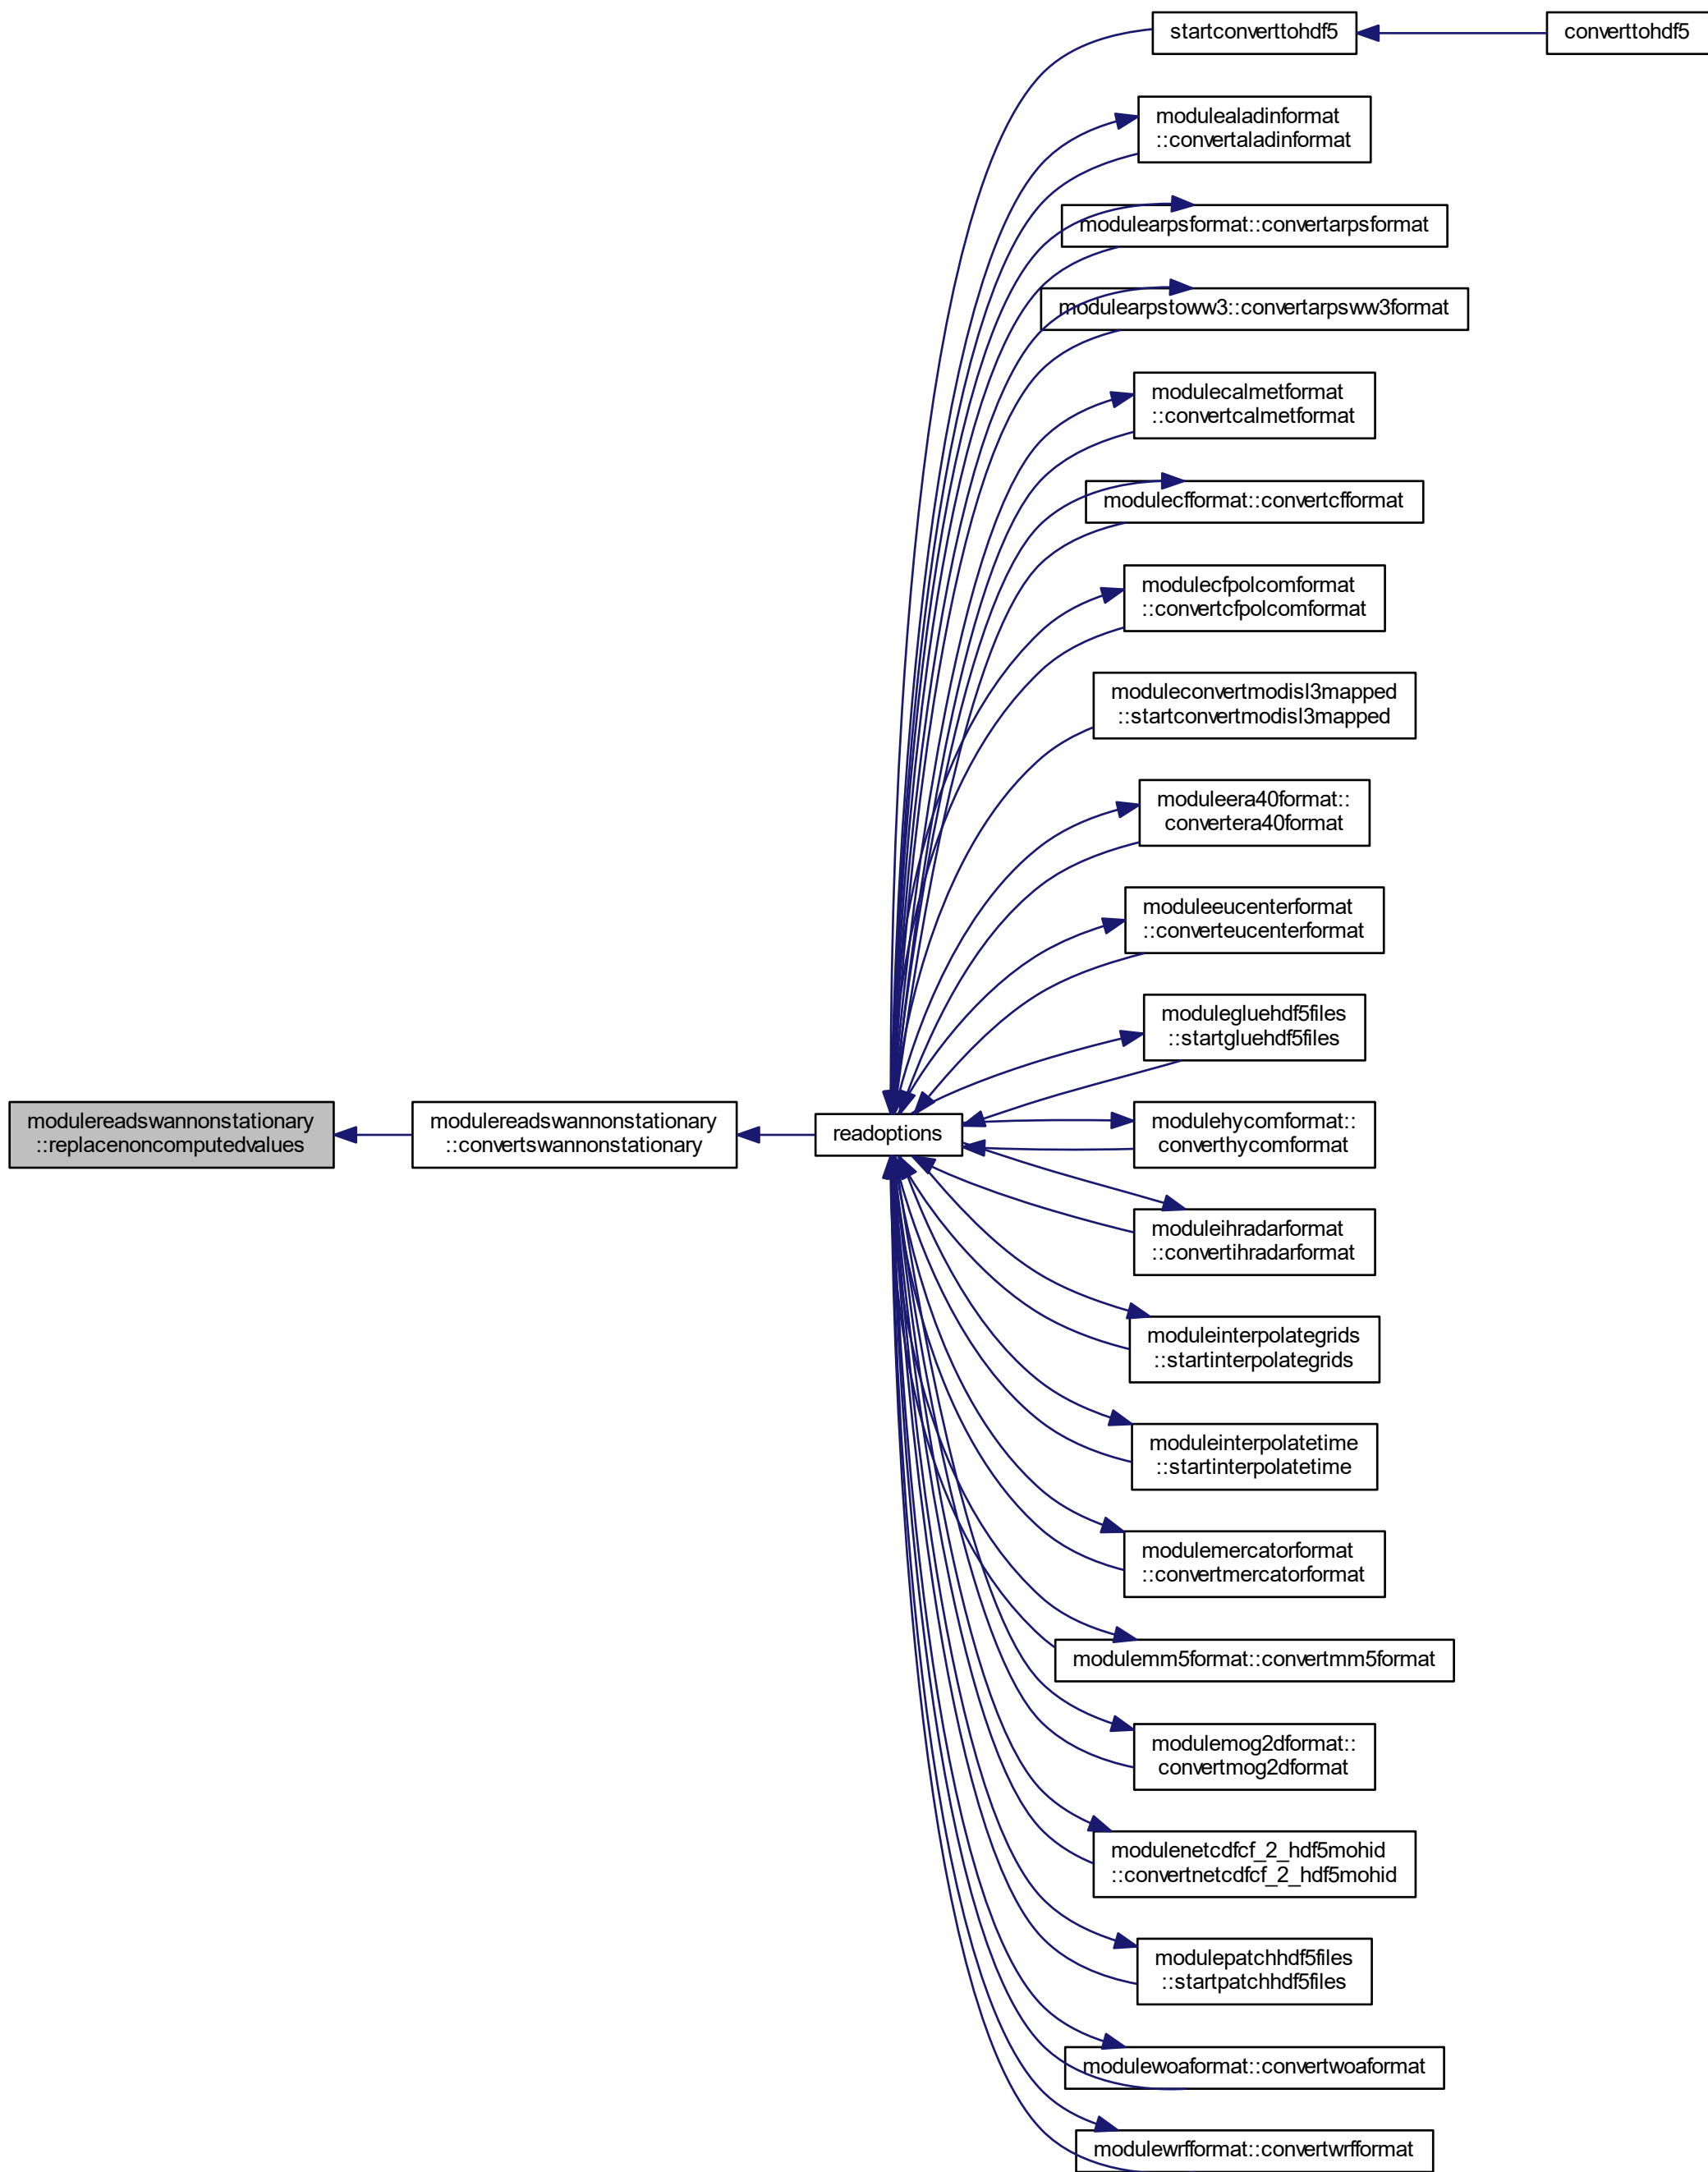 startconverttohdf5
converttohdf5
modulealadinformat
::convertaladinformat
modulearpsformat::convertarpsformat
modulearpstoww3::convertarpsww3format
modulecalmetformat
::convertcalmetformat
modulecfformat::convertcfformat
modulecfpolcomformat
::convertcfpolcomformat
moduleconvertmodisl3mapped
::startconvertmodisl3mapped
moduleera40format::
convertera40format
moduleeucenterformat
::converteucenterformat
modulegluehdf5files
::startgluehdf5files
modulereadswannonstationary
::replacenoncomputedvalues
modulereadswannonstationary
::convertswannonstationary
readoptions
modulehycomformat::
converthycomformat
moduleihradarformat
::convertihradarformat
moduleinterpolategrids
::startinterpolategrids
moduleinterpolatetime
::startinterpolatetime
modulemercatorformat
::convertmercatorformat
modulemm5format::convertmm5format
modulemog2dformat::
convertmog2dformat
modulenetcdfcf_2_hdf5mohid
::convertnetcdfcf_2_hdf5mohid
modulepatchhdf5files
::startpatchhdf5files
modulewoaformat::convertwoaformat
modulewrfformat::convertwrfformat